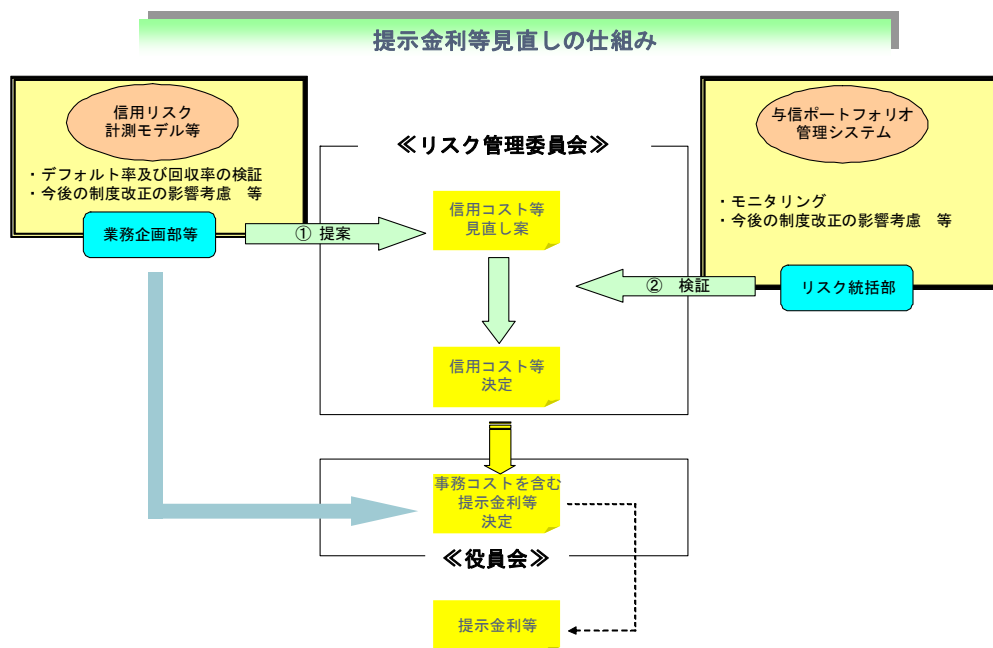 提示金利等見直しの仕組み
信用リスク
計測モデル等
・デフォルト率及び回収率の検証
・今後の制度改正の影響考慮　等
業務企画部等
① 提案
≪リスク管理委員会≫
信用コスト等
見直し案
与信ポートフォリオ
管理システム
・モニタリング
・今後の制度改正の影響考慮　等
リスク統括部
②　検証
信用コスト等
決定
事務コストを含む
提示金利等
決定
≪役員会≫
提示金利等